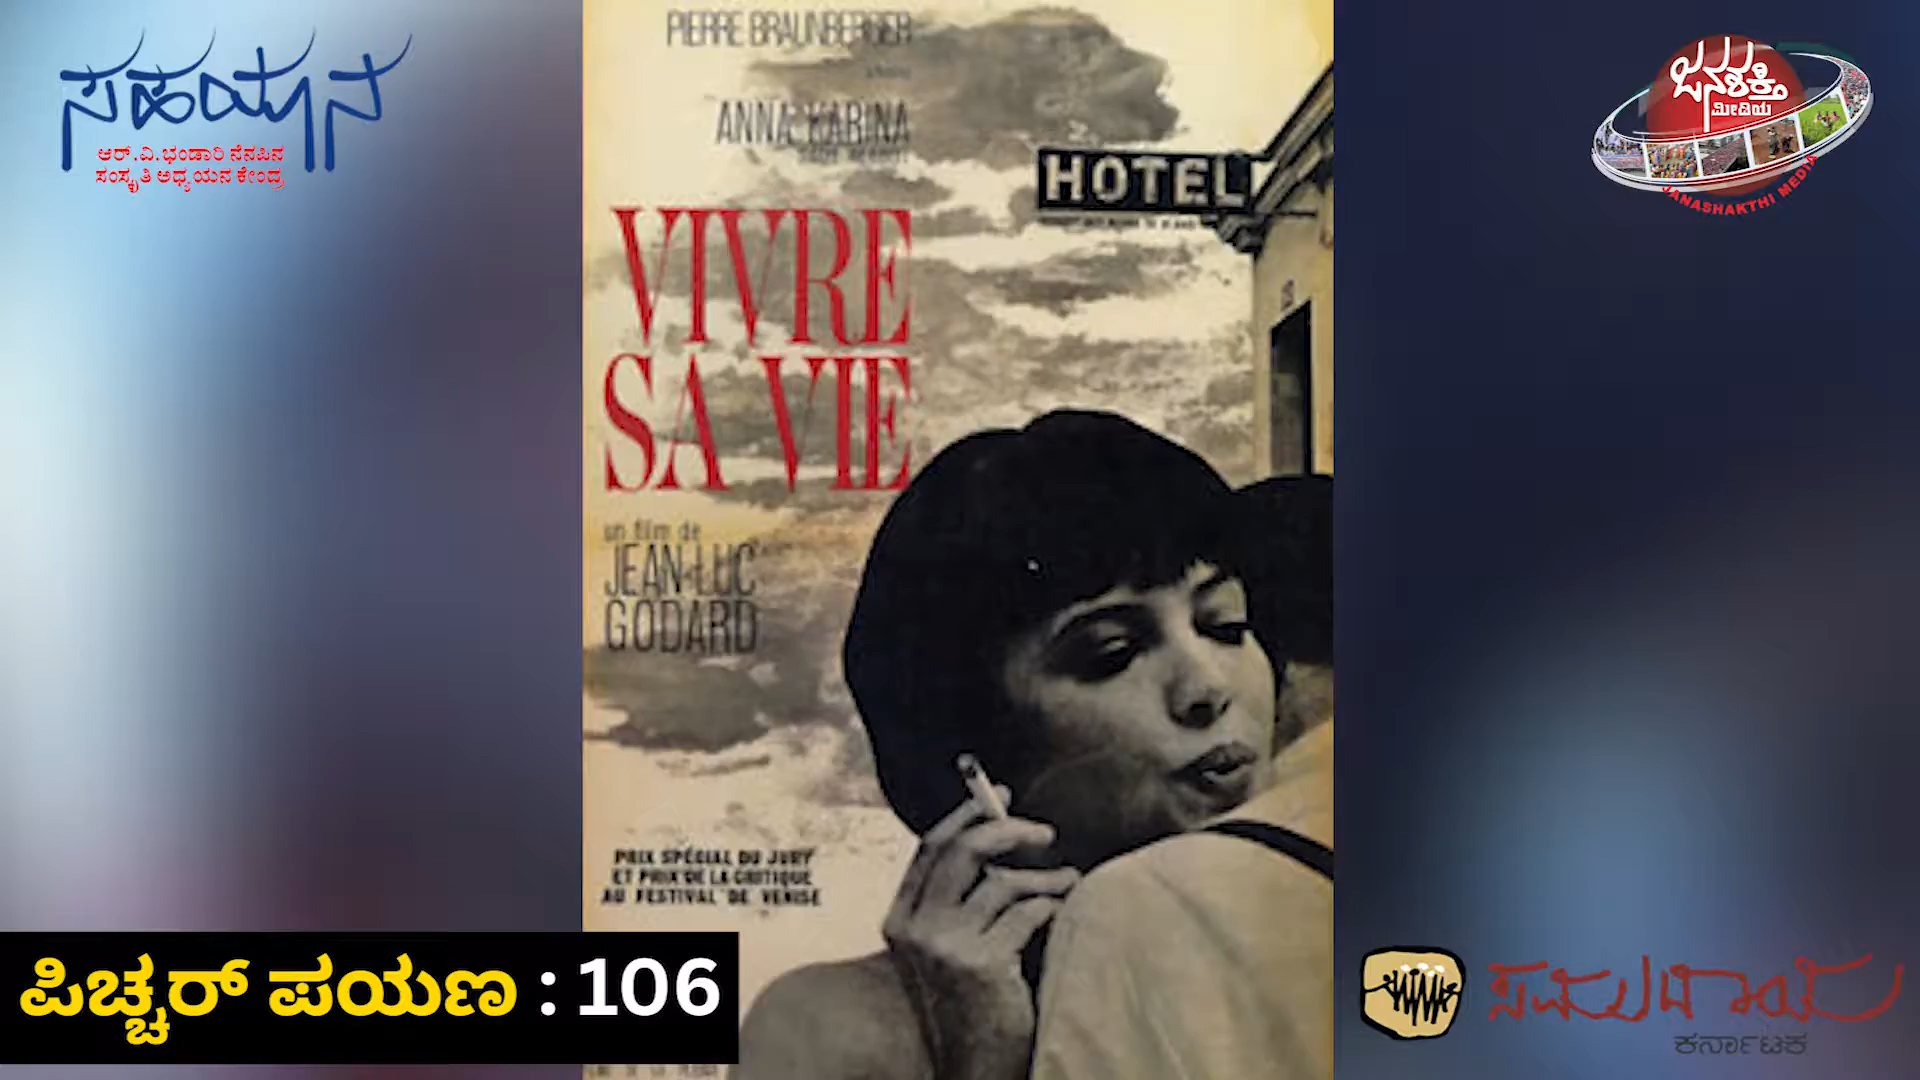 ಸಹಯಾನ
ಆರ್.ವಿ.ಭಂಡಾರಿ ನೆನಪಿನ
ಸಂಸ್ಕೃತಿ ಅಧ್ಯಯನ ಕೇಂದ್ರ
PIERRE BRAUNBERGER
ANNA KARINA
HOTEL
VIVRE
SA VIE
un film de
JEAN-LUC
GODARD
PRIX SPÉCIAL DU JURY
ET PRIX DE LA CRITIQUE
AU FESTIVAL DE VENISE
ಜನಶಕ್ತಿ
ಮೀಡಿಯ
JANASHAKTHI MEDIA
ಪಿಚ್ಚರ್ ಪಯಣ : 106
ಸಮುದಾಯ
ಕರ್ನಾಟಕ